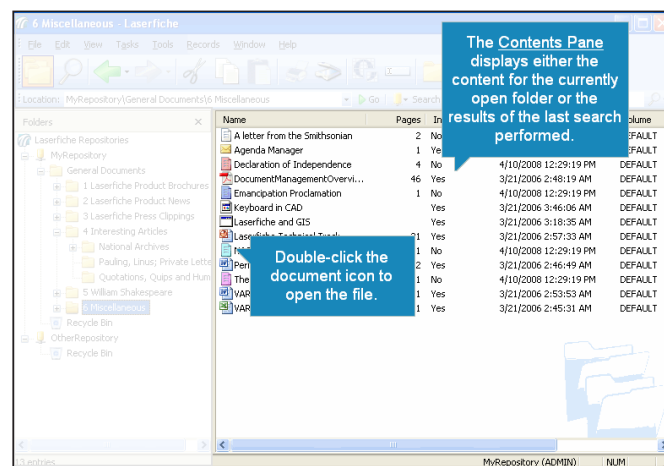 6 Miscellaneous - Laserfiche
File Edit View Tasks Tools Records Window Help
Location: MyRepository\General Documents\6 Miscellaneous Go Sear
The Contents Pane
displays either the
content for the currently
open folder or the
results of the last search
performed.
Folders
Laserfiche Repositories
MyRepository
General Documents
1 Laserfiche Product Brochures
2 Laserfiche Product News
3 Laserfiche Press Clippings
4 Interesting Articles
National Archives
Pauling, Linus; Private Lette
Quotations, Quips and Hum
5 William Shakespeare
6 Miscellaneous
Recycle Bin
OtherRepository
Recycle Bin
Name Pages In olume
A letter from the Smithsonian 2 No EFAULT
Agenda Manager 1 Ye EFAULT
Declaration of Independence 4 No 4/10/2008 12:29:19 PM DEFAULT
DocumentManagementOvervi... 46 Yes 3/21/2006 2:48:19 AM DEFAULT
Emancipation Proclamation 1 No 4/10/2008 12:29:19 PM DEFAULT
Keyboard in CAD Yes 3/21/2006 3:46:06 AM DEFAULT
Laserfiche and GIS Yes 3/21/2006 3:18:35 AM DEFAULT
Laserfiche Technical Track 21 Yes 3/21/2006 2:57:33 AM DEFAULT
1 No 4/10/2008 12:29:19 PM DEFAULT
Peri 2 Yes 3/21/2006 2:46:49 AM DEFAULT
The 1 No 4/10/2008 12:29:19 PM DEFAULT
VAR 1 Yes 3/21/2006 2:53:53 AM DEFAULT
VAR 1 Yes 3/21/2006 2:45:31 AM DEFAULT
Double-click the
document icon to
open the file.
13 entries MyRepository (ADMIN) NUM